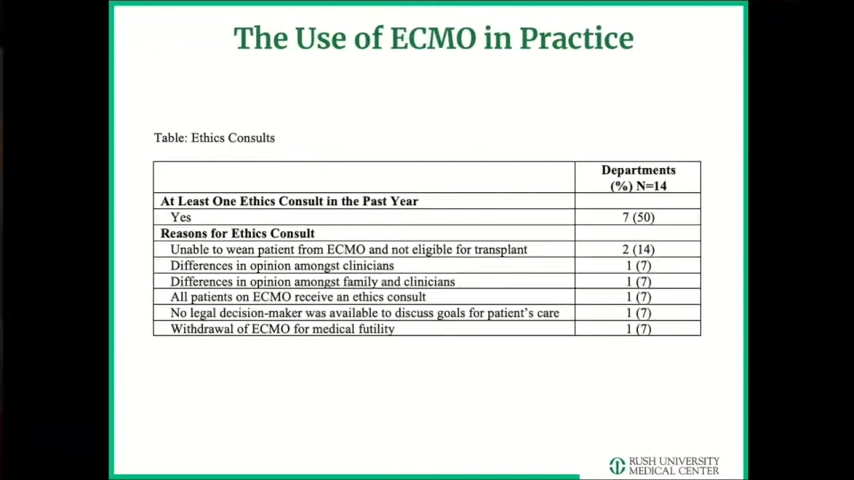 The Use of ECMO in Practice
Table: Ethics Consults
Departments
(%) N=14
At Least One Ethics Consult in the Past Year
Yes 7 (50)
Reasons for Ethics Consult
Unable to wean patient from ECMO and not eligible for transplant 2 (14)
Differences in opinion amongst clinicians 1 (7)
Differences in opinion amongst family and clinicians 1 (7)
All patients on ECMO receive an ethics consult 1 (7)
No legal decision-maker was available to discuss goals for patient's care 1 (7)
Withdrawal of ECMO for medical futility 1 (7)
RUSH UNIVERSITY
MEDICAL CENTER